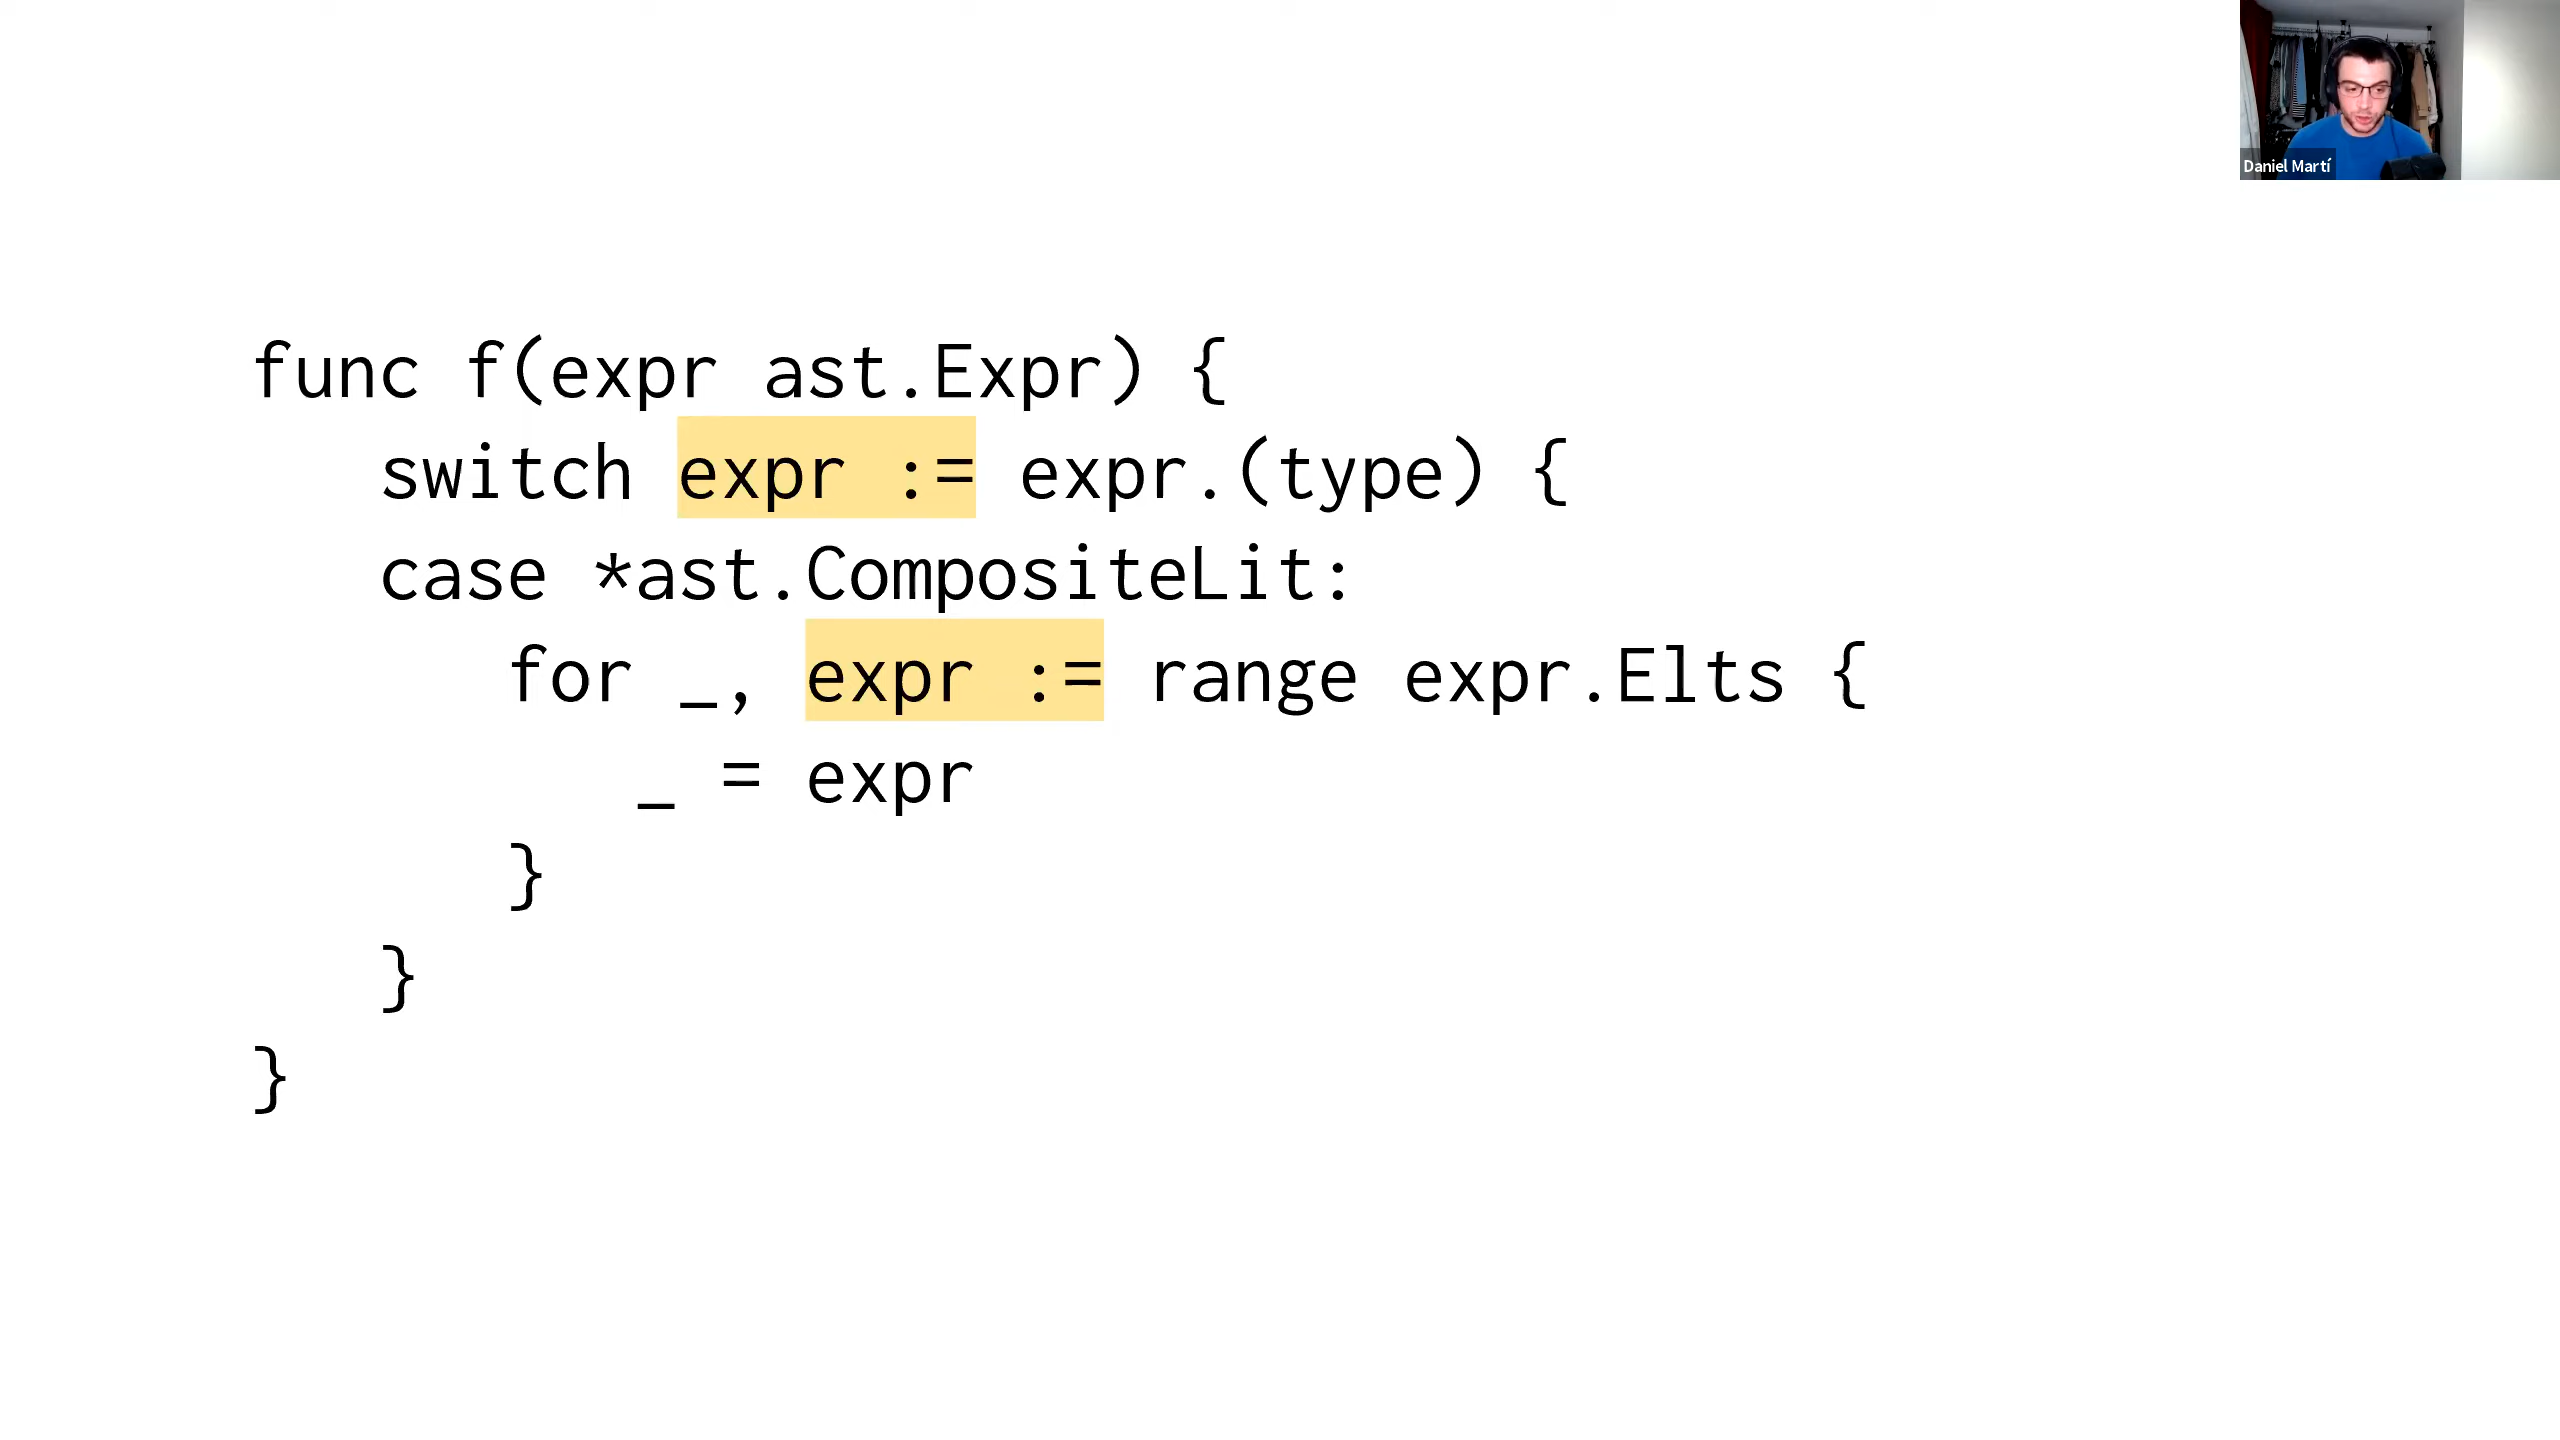 Daniel Martí
func f(expr ast.Expr) {
switch expr := expr.(type) {
case *ast.CompositeLit:
for _, expr := range expr.Elts {
_ = expr
}
}
}